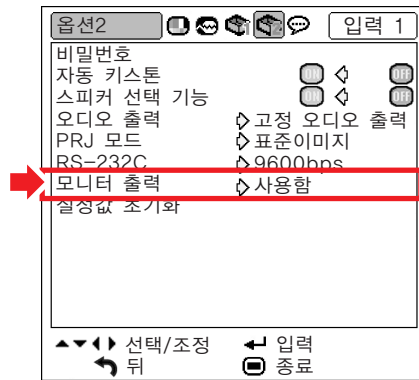 옵션2 입력 1
비밀번호
자동 키스톤 ON OFF
스피커 선택 기능 ON OFF
오디오 출력 고정 오디오 출력
PRJ 모드 표준이미지
RS-232C 9600bps
모니터 출력 사용함
설정값 초기화
선택/조정 입력
뒤 종료